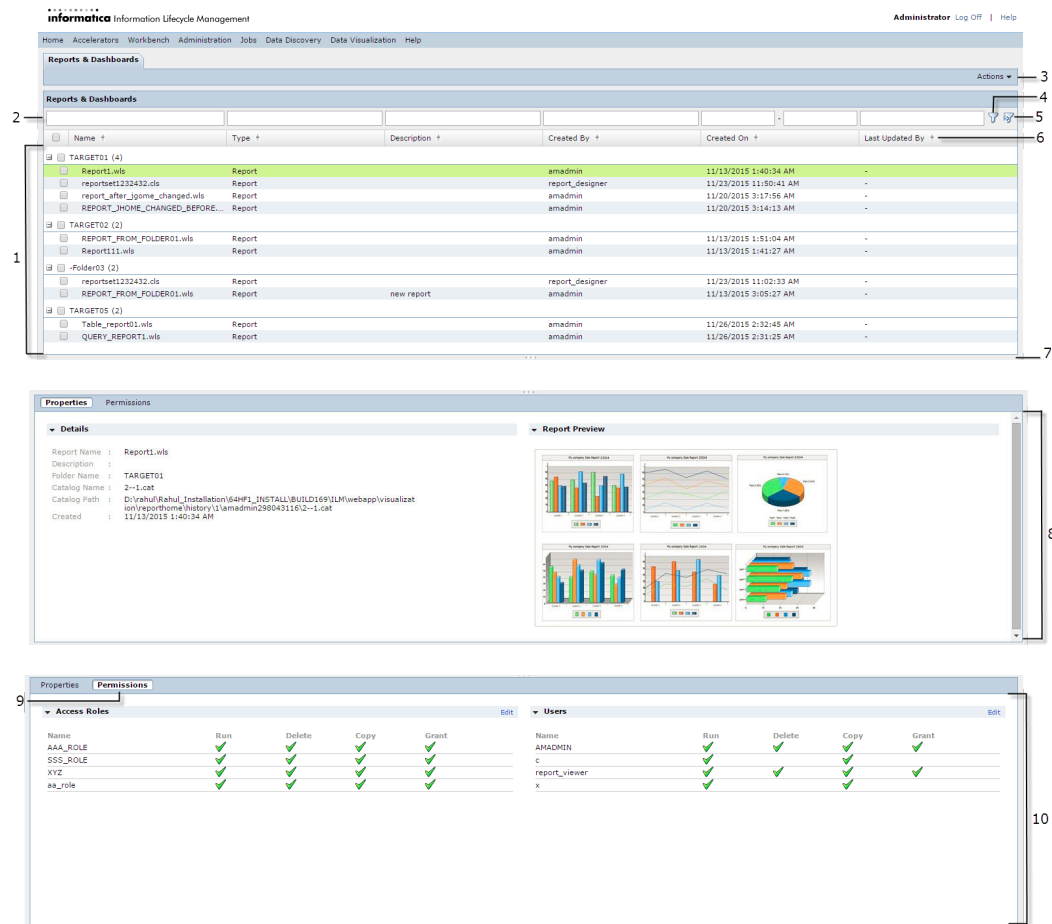 informatica Information Lifecycle Management
Administrator Log Off | Help
Home Accelerators Workbench Administration Jobs Data Discovery Data Visualization Help
Reports & Dashboards
Actions
3
Reports & Dashboards
4
2
-
5
Name Type Description Created By Created On Last Updated By
6
TARGET01 (4)
Report1.wls Report amadmin 11/13/2015 1:40:34 AM -
reportset1232432.cls Report report_designer 11/23/2015 11:50:41 AM -
report_after_jgome_changed.wls Report amadmin 11/20/2015 3:17:56 AM -
REPORT_JHOME_CHANGED_BEFORE... Report amadmin 11/20/2015 3:14:13 AM -
TARGET02 (2)
REPORT_FROM_FOLDER01.wls Report amadmin 11/13/2015 1:51:04 AM -
Report111.wls Report amadmin 11/13/2015 1:41:27 AM -
1
-Folder03 (2)
reportset1232432.cls Report report_designer 11/23/2015 11:02:33 AM -
REPORT_FROM_FOLDER01.wls Report new report amadmin 11/13/2015 3:05:27 AM -
TARGET05 (2)
Table_report01.wls Report amadmin 11/26/2015 2:32:45 AM -
QUERY_REPORT1.wls Report amadmin 11/26/2015 2:31:25 AM -
7
Properties Permissions
Details
Report Preview
Report Name : Report1.wls
Description :
Folder Name : TARGET01
Catalog Name : 2--1.cat
Catalog Path : D:\rahul\Rahul_Installation\64HF1_INSTALL\BUILD169\ILM\webapp\visualizat
ion\reporthome\history\1\amadmin298043116\2--1.cat
Created : 11/13/2015 1:40:34 AM
8
Properties Permissions
9
Access Roles Edit
Name Run Delete Copy Grant
AAA_ROLE
SSS_ROLE
XYZ
aa_role
Users Edit
Name Run Delete Copy Grant
AMADMIN
c
report_viewer
x
10